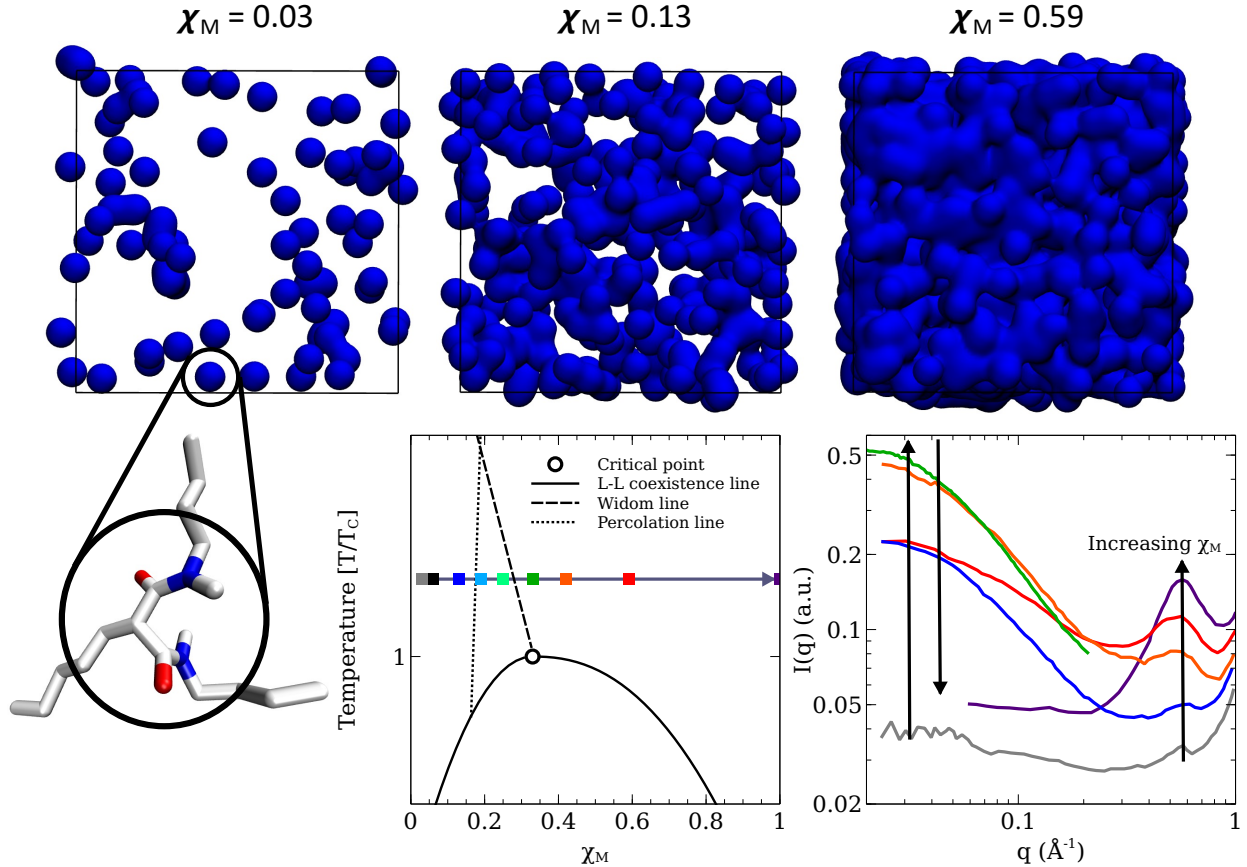 χM = 0.03
χM = 0.13
χM = 0.59
Temperature [T/TC]
1
Critical point
L-L coexistence line
Widom line
Percolation line
0 0.2 0.4 0.6 0.8 1
χM
I(q) (a.u.)
0.5
0.2
0.1
0.05
0.02
Increasing χM
0.1 1
q (Å-1)